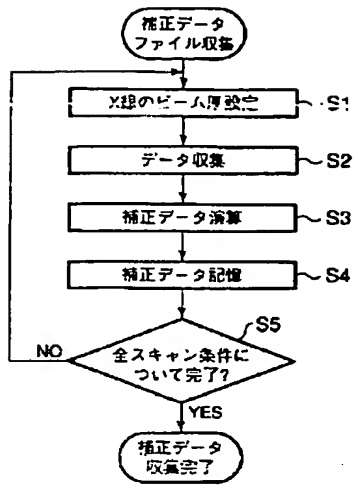 補正データ
ファイル収集
X線のビーム厚設定
S1
データ収集
S2
補正データ演算
S3
補正データ記憶
S4
S5
全スキャン条件に
ついて完了?
NO
YES
補正データ
収集完了